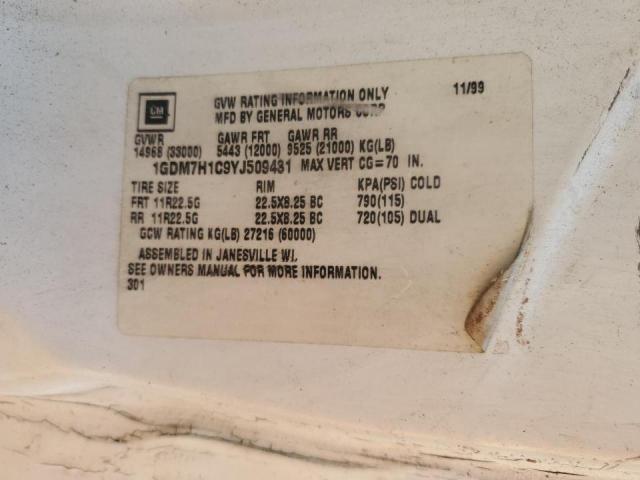 GM
GVW RATING INFORMATION ONLY 11/99
MFD BY GENERAL MOTORS CORP
GVWR GAWR FRT GAWR RR
14968 (33000) 5443 (12000) 9525 (21000) KG(LB)
1GDM7H1C9YJ509431 MAX VERT CG=70 IN.
TIRE SIZE RIM KPA(PSI) COLD
FRT 11R22.5G 22.5X8.25 BC 790(115)
RR 11R22.5G 22.5X8.25 BC 720(105) DUAL
GCW RATING KG(LB) 27216 (60000)
ASSEMBLED IN JANESVILLE WI.
SEE OWNERS MANUAL FOR MORE INFORMATION.
301